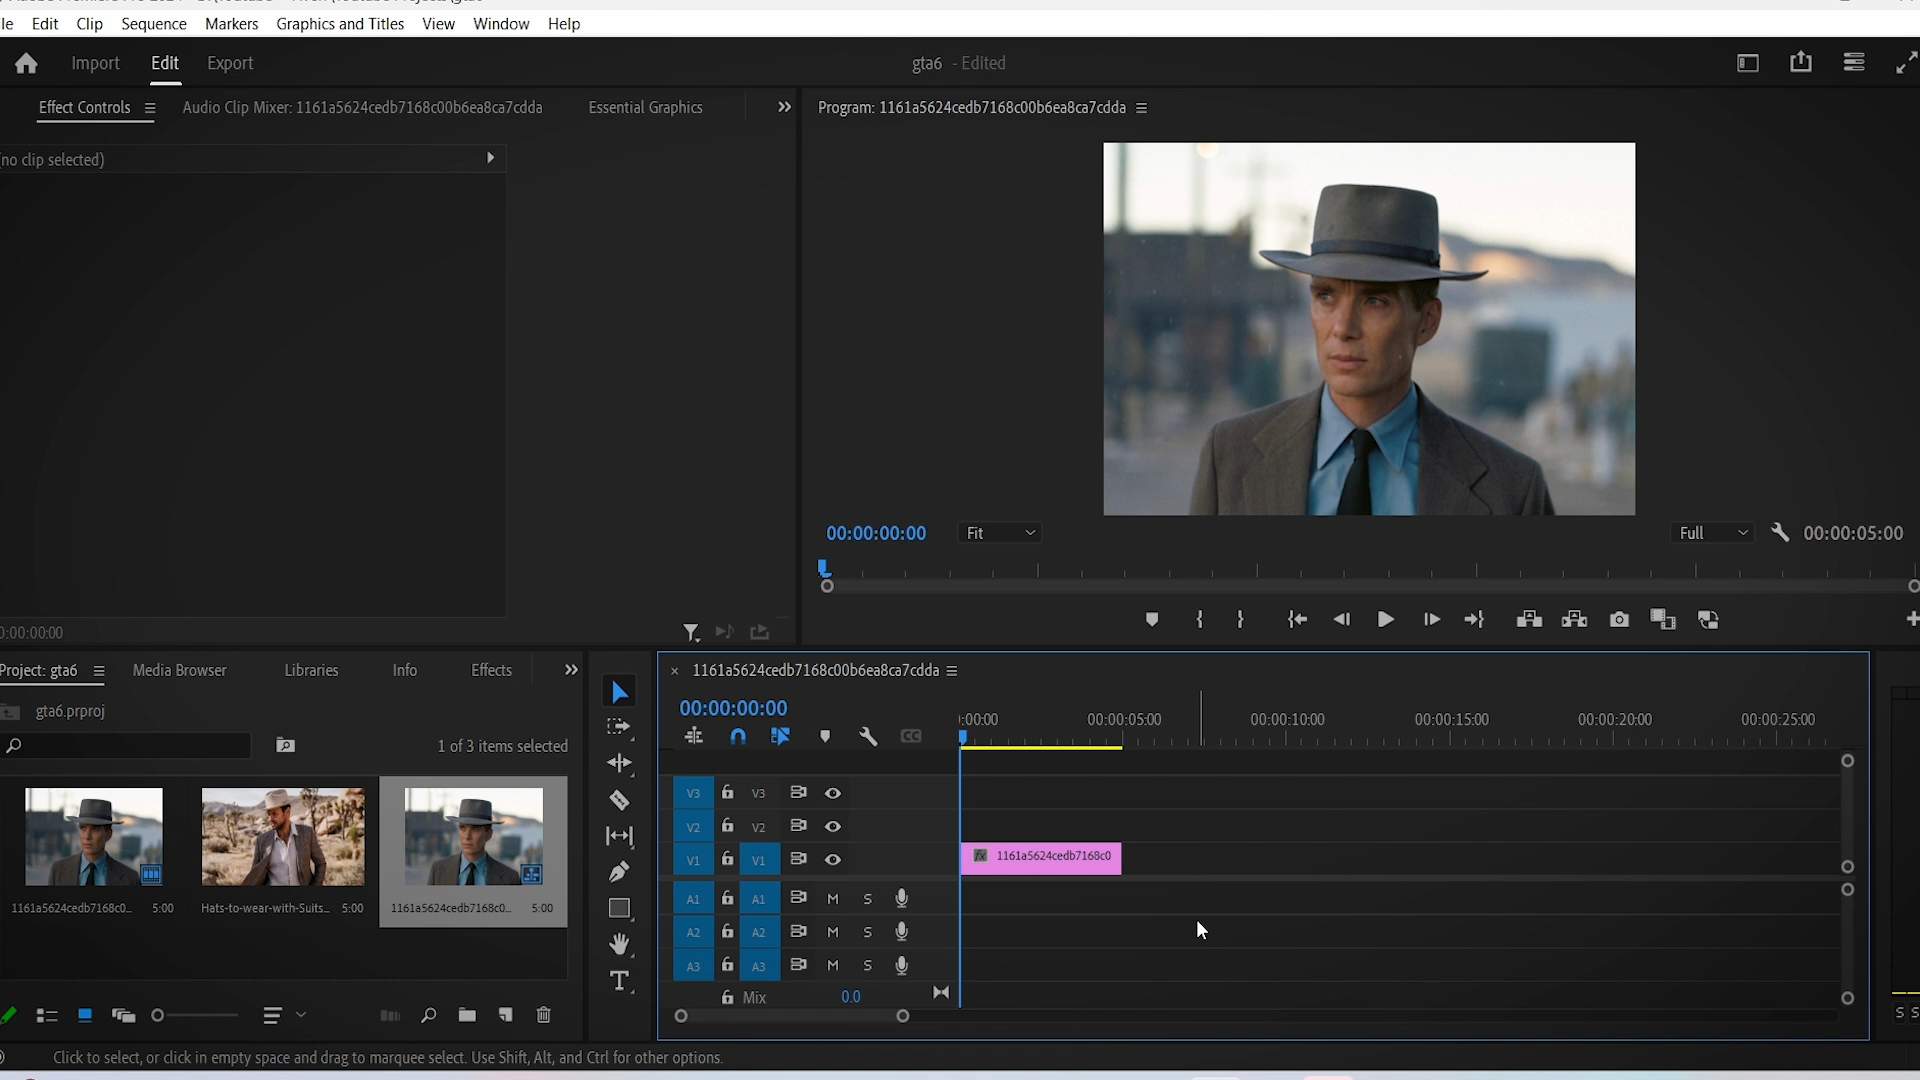 le Edit Clip Sequence Markers Graphics and Titles View Window Help
Import Edit Export gta6 - Edited
Effect Controls Audio Clip Mixer: 1161a5624cedb7168c00b6ea8ca7cdda Essential Graphics
Program: 1161a5624cedb7168c00b6ea8ca7cdda
no clip selected)
00:00:00:00 Fit Full 00:00:05:00
0:00:00:00
Project: gta6 Media Browser Libraries Info Effects
gta6.prproj
1 of 3 items selected
1161a5624cedb7168c0... 5:00 Hats-to-wear-with-Suits... 5:00 1161a5624cedb7168c0... 5:00
1161a5624cedb7168c00b6ea8ca7cdda
00:00:00:00
:00:00 00:00:05:00 00:00:10:00 00:00:15:00 00:00:20:00 00:00:25:00
V3 V3
V2 V2
V1 V1 fx 1161a5624cedb7168c0
A1 A1 M S
A2 A2 M S
A3 A3 M S
Mix 0.0
S S
Click to select, or click in empty space and drag to marquee select. Use Shift, Alt, and Ctrl for other options.